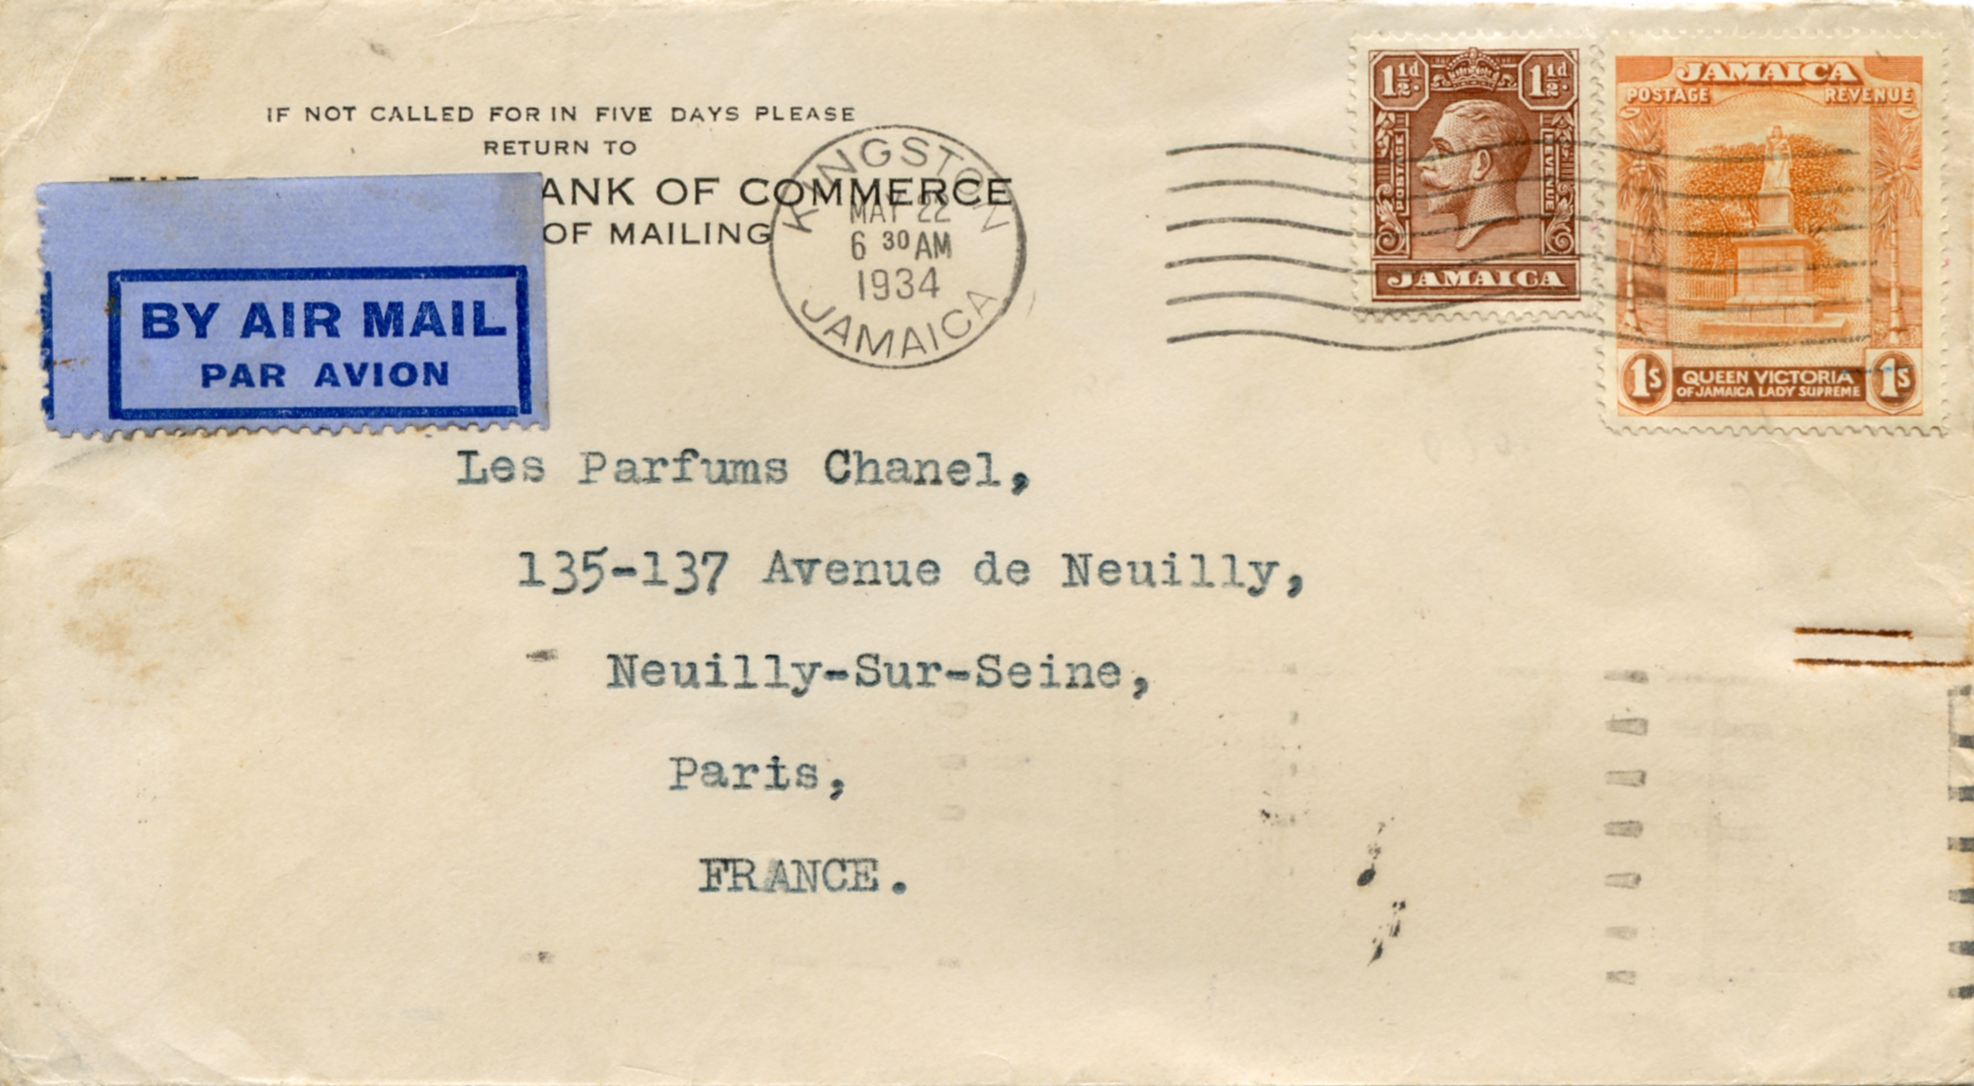 IF NOT CALLED FOR IN FIVE DAYS PLEASE
RETURN TO
ANK OF COMMERCE
OF MAILING
BY AIR MAIL
PAR AVION
KINGSTON
MAY 22
6 30 AM
1934
JAMAICA
1½d. 1½d.
POSTAGE REVENUE
JAMAICA
JAMAICA
POSTAGE REVENUE
1s QUEEN VICTORIA 1s
OF JAMAICA LADY SUPREME
Les Parfums Chanel,
135-137 Avenue de Neuilly,
Neuilly-Sur-Seine,
Paris,
FRANCE.